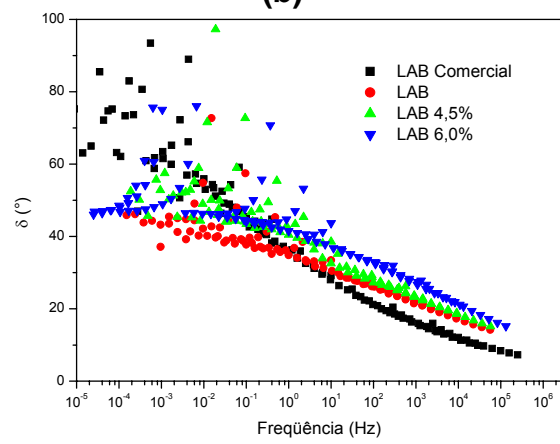 (b)
100
80
60
40
20
0
δ (°)
LAB Comercial
LAB
LAB 4,5%
LAB 6,0%
10⁻⁵ 10⁻⁴ 10⁻³ 10⁻² 10⁻¹ 10⁰ 10¹ 10² 10³ 10⁴ 10⁵ 10⁶
Freqüência (Hz)